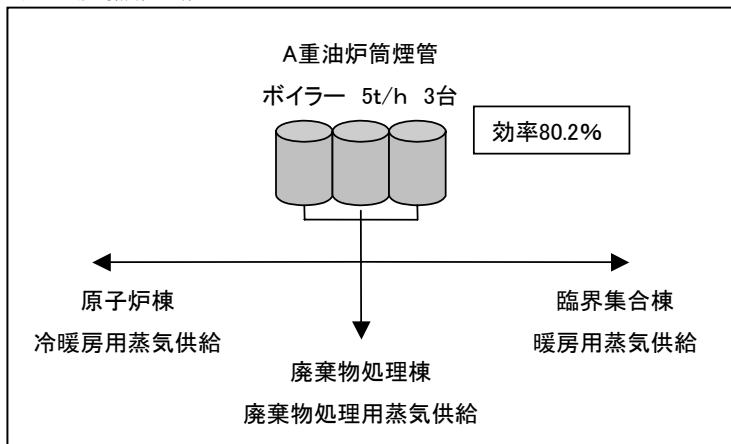 A重油炉筒煙管
ボイラー 5t/h 3台
効率80.2%
原子炉棟
冷暖房用蒸気供給
臨界集合棟
暖房用蒸気供給
廃棄物処理棟
廃棄物処理用蒸気供給